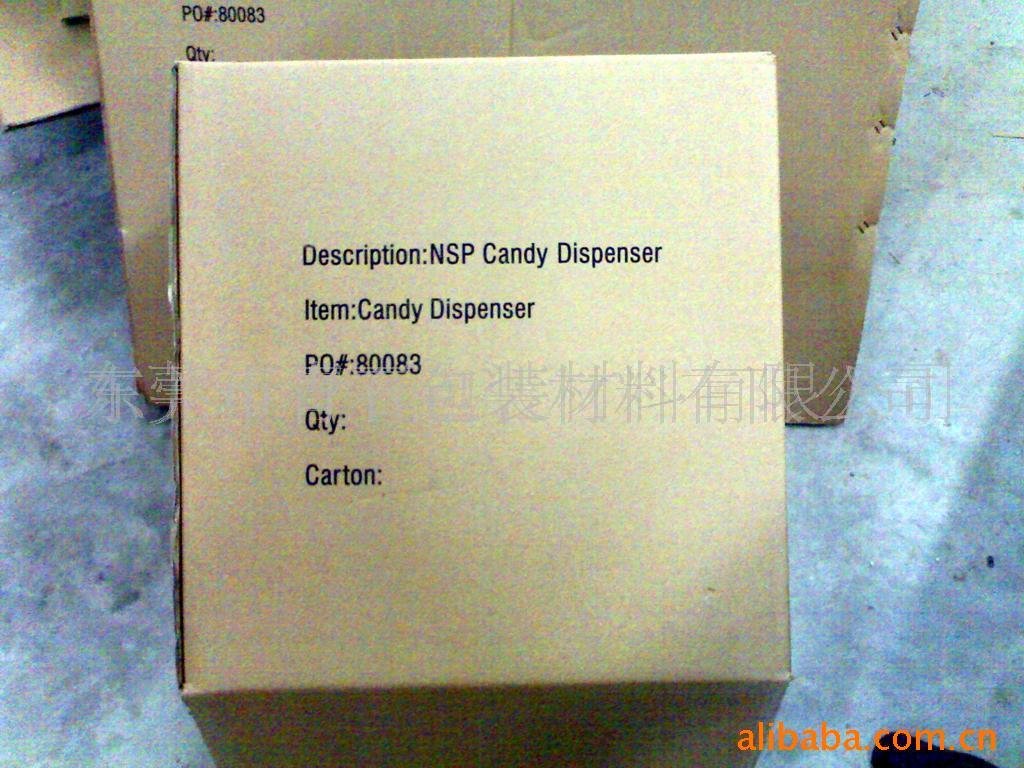 PO#:80083
Qty:
Description:NSP Candy Dispenser
Item:Candy Dispenser
PO#:80083
Qty:
Carton:
东莞市 包装材料有限公司
alibaba.com.cn